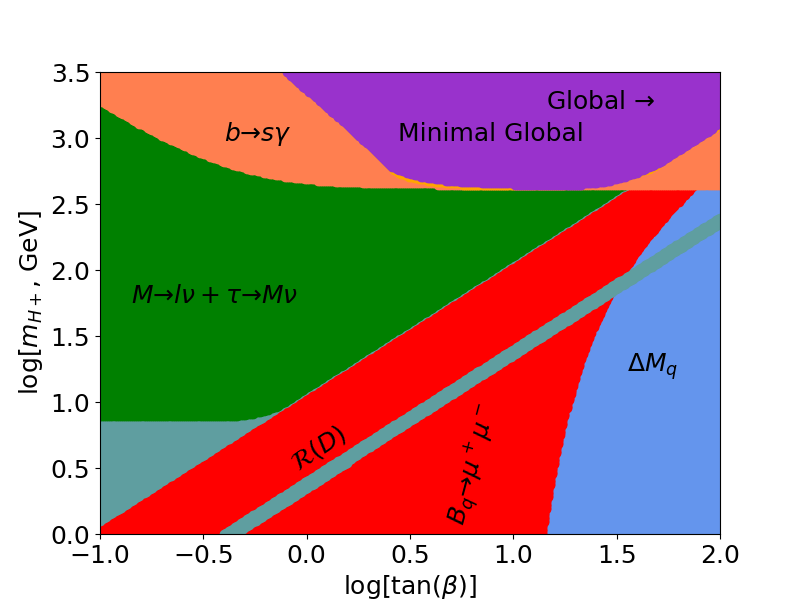 3.5
3.0
2.5
2.0
1.5
1.0
0.5
0.0
−1.0
−0.5
0.0
0.5
1.0
1.5
2.0
log[m_{H+}, GeV]
log[tan(β)]
Global →
Minimal Global
b→sγ
M→lν + τ→Mν
ΔM_q
ℛ(D)
B_q→μ⁺μ⁻